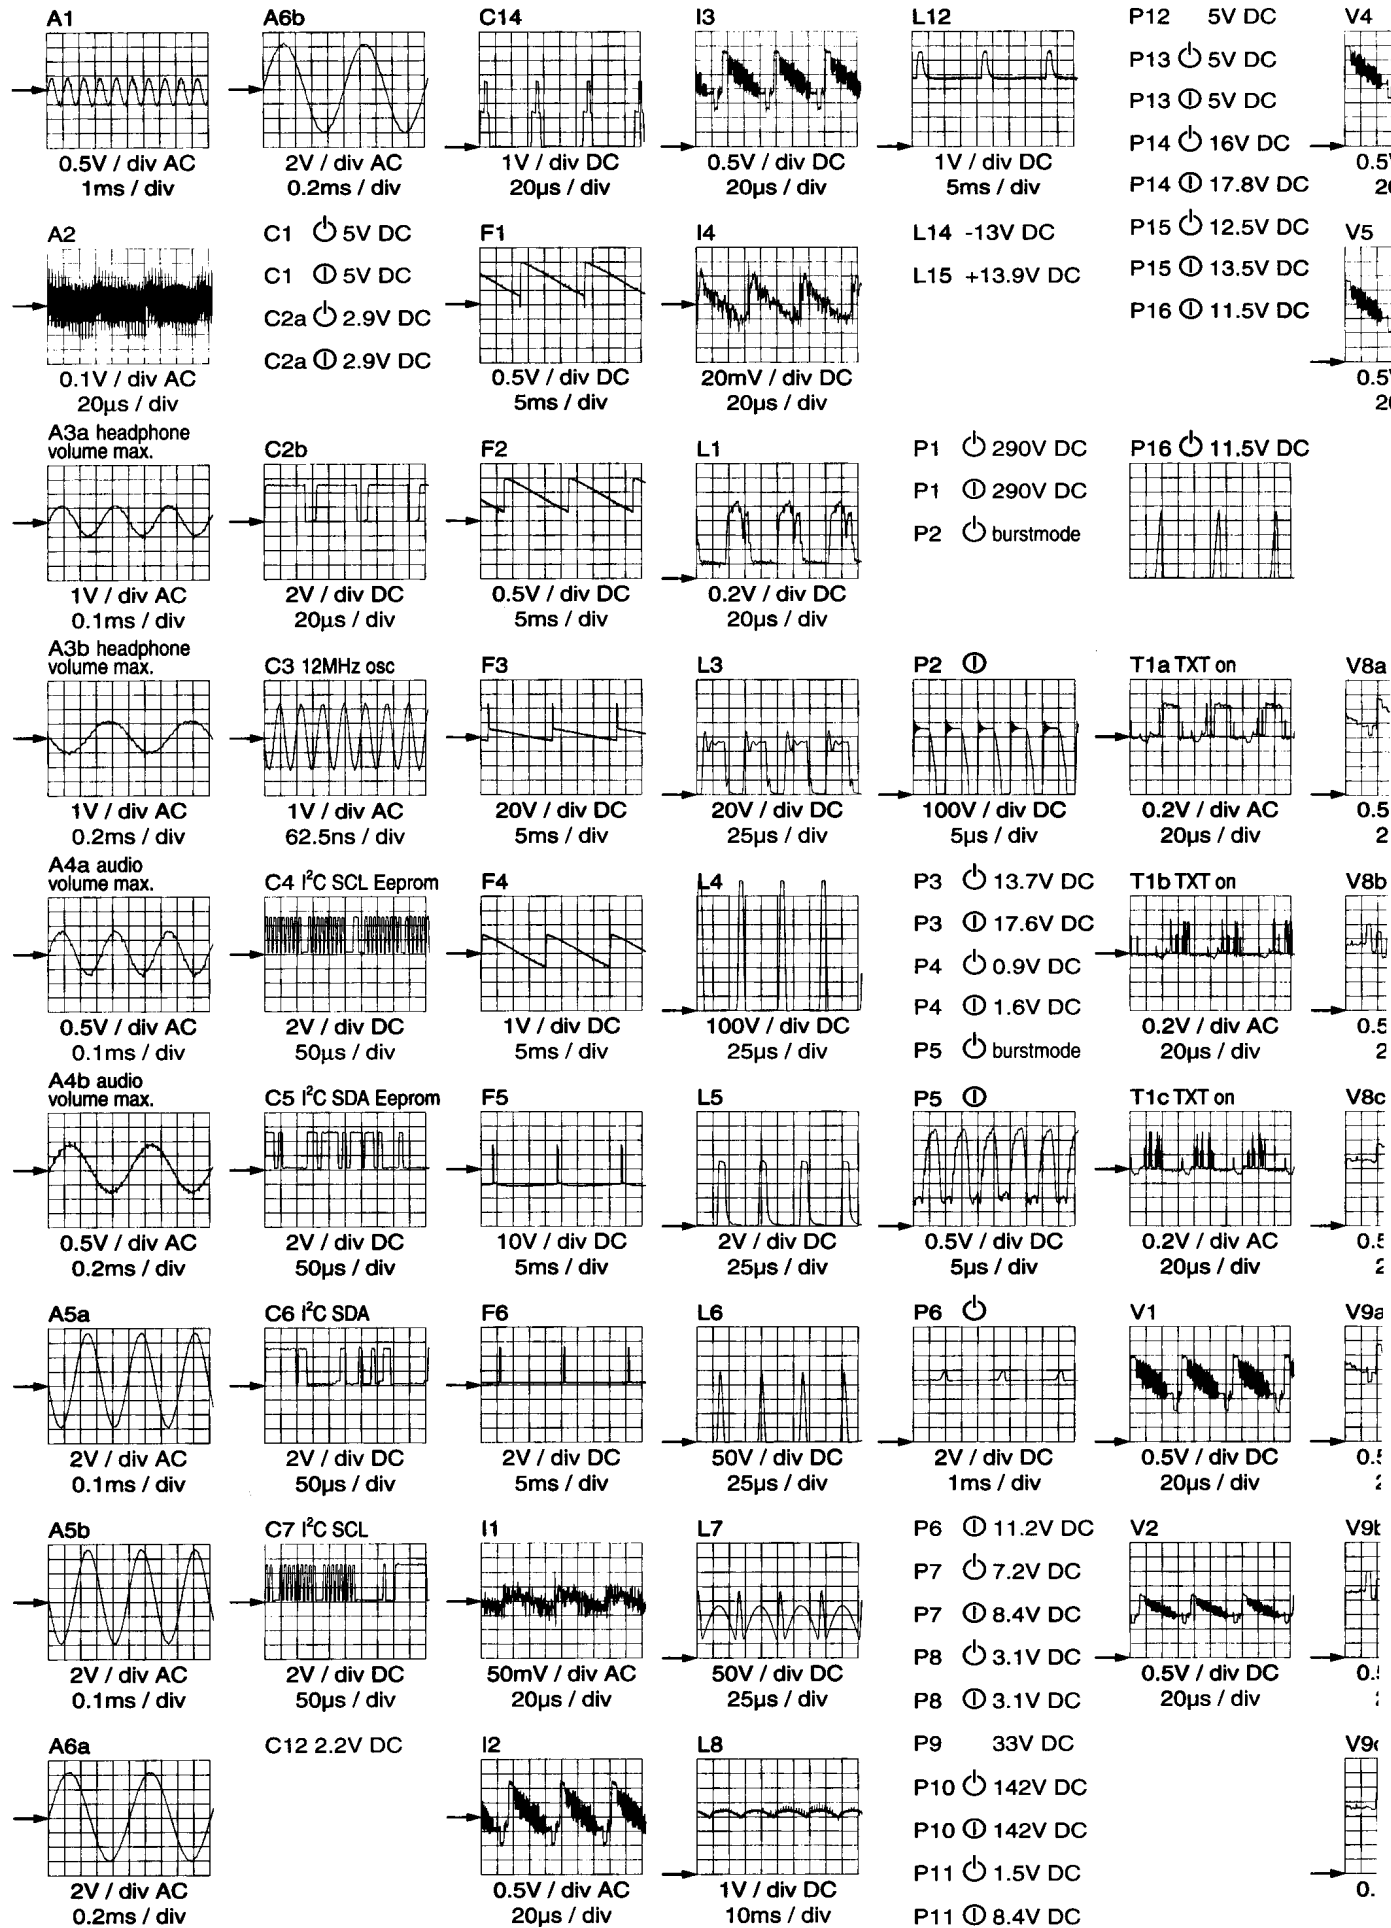 A1
0.5V / div AC
1ms / div
A2
0.1V / div AC
20µs / div
A3a headphone
volume max.
1V / div AC
0.1ms / div
A3b headphone
volume max.
1V / div AC
0.2ms / div
A4a audio
volume max.
0.5V / div AC
0.1ms / div
A4b audio
volume max.
0.5V / div AC
0.2ms / div
A5a
2V / div AC
0.1ms / div
A5b
2V / div AC
0.1ms / div
A6a
2V / div AC
0.2ms / div
A6b
2V / div AC
0.2ms / div
C1 ⏻ 5V DC
C1 ⏼ 5V DC
C2a ⏻ 2.9V DC
C2a ⏼ 2.9V DC
C2b
2V / div DC
20µs / div
C3 12MHz osc
1V / div AC
62.5ns / div
C4 I²C SCL Eeprom
2V / div DC
50µs / div
C5 I²C SDA Eeprom
2V / div DC
50µs / div
C6 I²C SDA
2V / div DC
50µs / div
C7 I²C SCL
2V / div DC
50µs / div
C12 2.2V DC
C14
1V / div DC
20µs / div
F1
0.5V / div DC
5ms / div
F2
0.5V / div DC
5ms / div
F3
20V / div DC
5ms / div
F4
1V / div DC
5ms / div
F5
10V / div DC
5ms / div
F6
2V / div DC
5ms / div
I1
50mV / div AC
20µs / div
I2
0.5V / div AC
20µs / div
I3
0.5V / div DC
20µs / div
I4
20mV / div DC
20µs / div
L1
0.2V / div DC
20µs / div
L3
20V / div DC
25µs / div
L4
100V / div DC
25µs / div
L5
2V / div DC
25µs / div
L6
50V / div DC
25µs / div
L7
50V / div DC
25µs / div
L8
1V / div DC
10ms / div
L12
1V / div DC
5ms / div
L14 -13V DC
L15 +13.9V DC
P1 ⏻ 290V DC
P1 ⏼ 290V DC
P2 ⏻ burstmode
P2 ⏼
100V / div DC
5µs / div
P3 ⏻ 13.7V DC
P3 ⏼ 17.6V DC
P4 ⏻ 0.9V DC
P4 ⏼ 1.6V DC
P5 ⏻ burstmode
P5 ⏼
0.5V / div DC
5µs / div
P6 ⏻
2V / div DC
1ms / div
P6 ⏼ 11.2V DC
P7 ⏻ 7.2V DC
P7 ⏼ 8.4V DC
P8 ⏻ 3.1V DC
P8 ⏼ 3.1V DC
P9 33V DC
P10 ⏻ 142V DC
P10 ⏼ 142V DC
P11 ⏻ 1.5V DC
P11 ⏼ 8.4V DC
P12 5V DC
P13 ⏻ 5V DC
P13 ⏼ 5V DC
P14 ⏻ 16V DC
P14 ⏼ 17.8V DC
P15 ⏻ 12.5V DC
P15 ⏼ 13.5V DC
P16 ⏼ 11.5V DC
P16 ⏻ 11.5V DC
T1a TXT on
0.2V / div AC
20µs / div
T1b TXT on
0.2V / div AC
20µs / div
T1c TXT on
0.2V / div AC
20µs / div
V1
0.5V / div DC
20µs / div
V2
0.5V / div DC
20µs / div
V4
V5
V8a
V8b
V8c
V9a